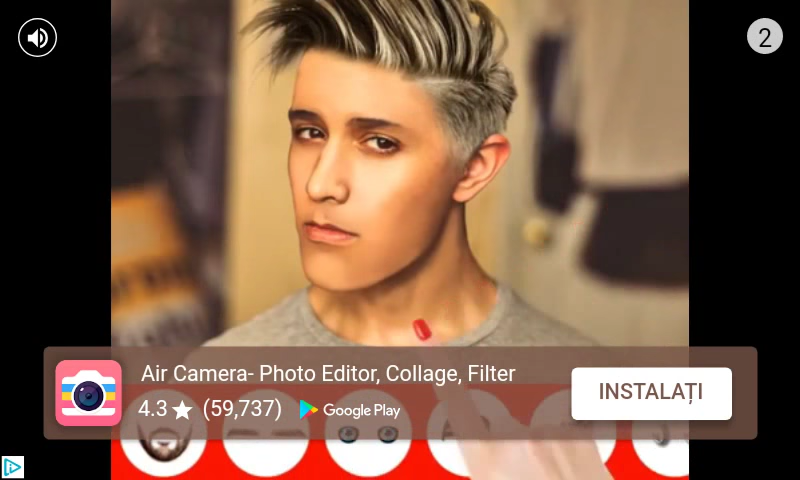 2
Air Camera- Photo Editor, Collage, Filter
4.3★ (59,737) Google Play
INSTALAȚI